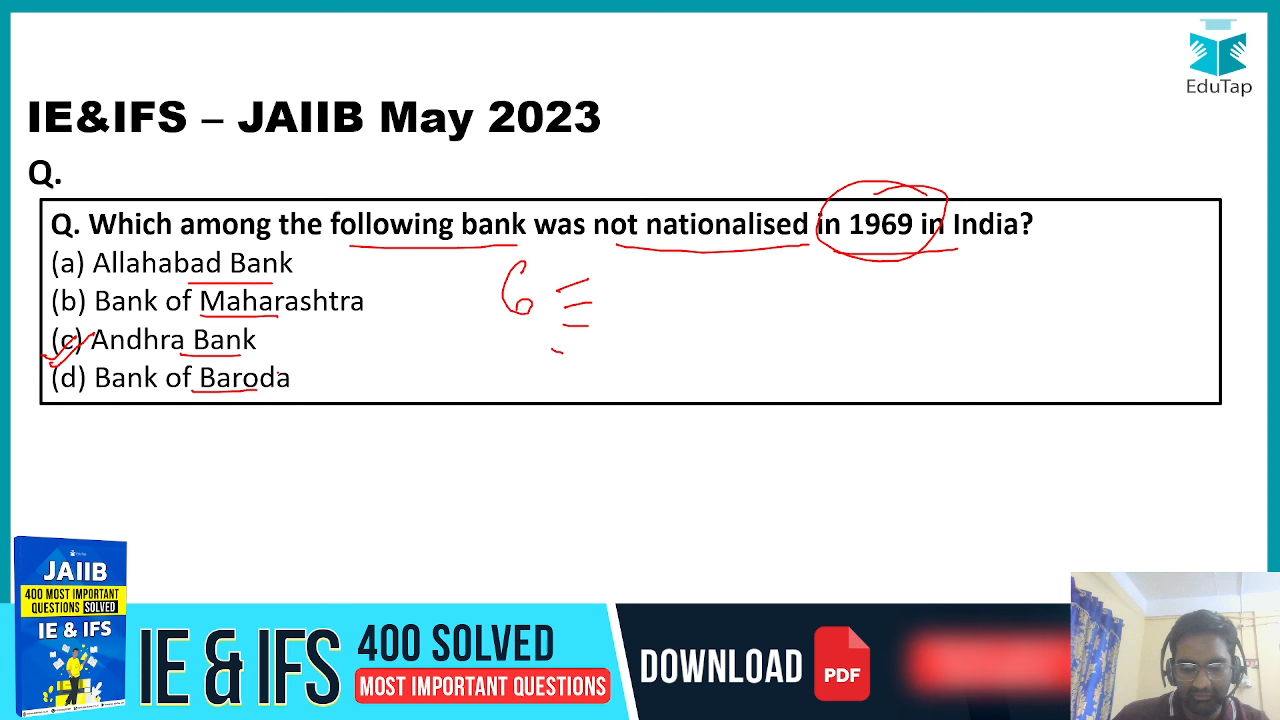 EduTap
IE&IFS – JAIIB May 2023
Q.
Q. Which among the following bank was not nationalised in 1969 in India?
(a) Allahabad Bank
(b) Bank of Maharashtra
(c) Andhra Bank
(d) Bank of Baroda
6
JAIIB
400 MOST IMPORTANT
QUESTIONS SOLVED
IE & IFS
IE & IFS
400 SOLVED
MOST IMPORTANT QUESTIONS
DOWNLOAD
PDF